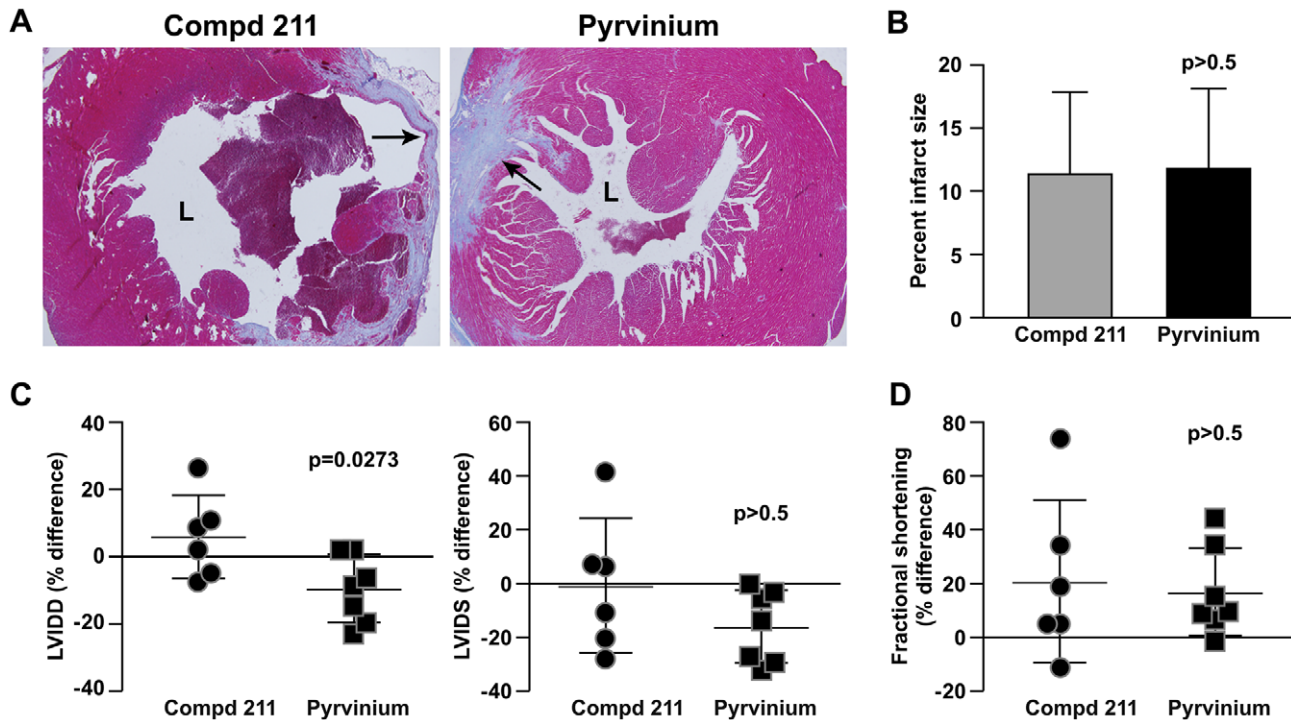 A
Compd 211
Pyrvinium
L
L
B
Percent infarct size
20
15
10
5
0
p>0.5
Compd 211
Pyrvinium
C
LVIDD (% difference)
40
20
0
-20
-40
p=0.0273
Compd 211
Pyrvinium
LVIDS (% difference)
60
40
20
0
-20
-40
p>0.5
Compd 211
Pyrvinium
D
Fractional shortening
(% difference)
80
60
40
20
0
-20
p>0.5
Compd 211
Pyrvinium